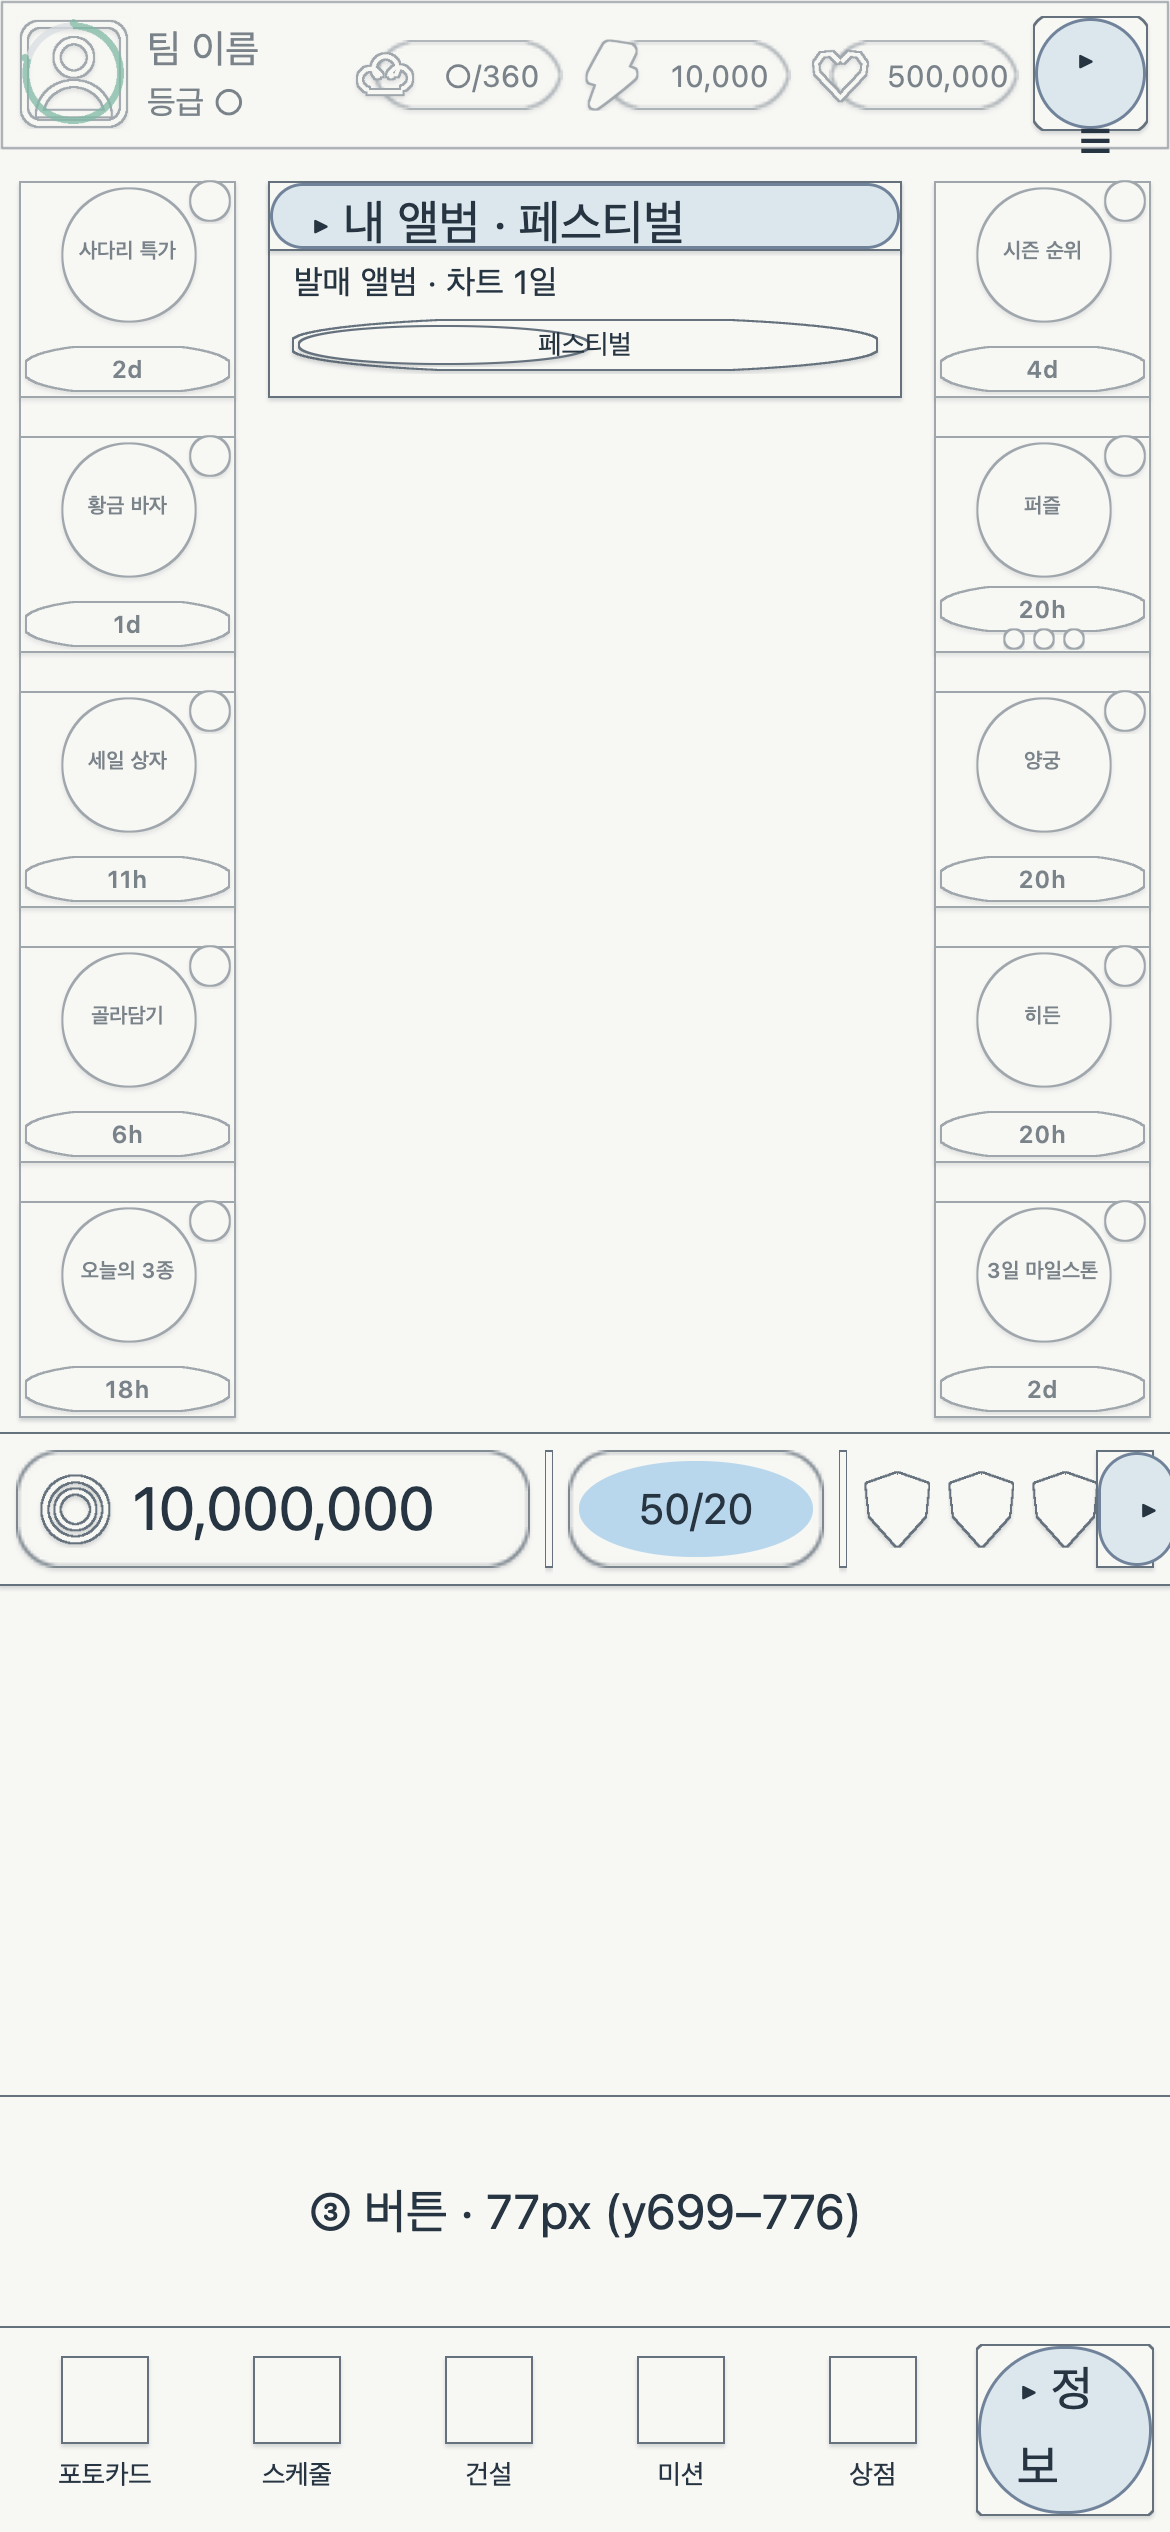 팀 이름
등급 ○
○/360
10,000
500,000
▸
≡
▸ 내 앨범 · 페스티벌
발매 앨범 · 차트 1일
페스티벌
사다리 특가
2d
황금 바자
1d
세일 상자
11h
골라담기
6h
오늘의 3종
18h
시즌 순위
4d
퍼즐
20h
양궁
20h
히든
20h
3일 마일스톤
2d
10,000,000
50/20
▸
③ 버튼 · 77px (y699–776)
포토카드
스케줄
건설
미션
상점
▸ 정
보